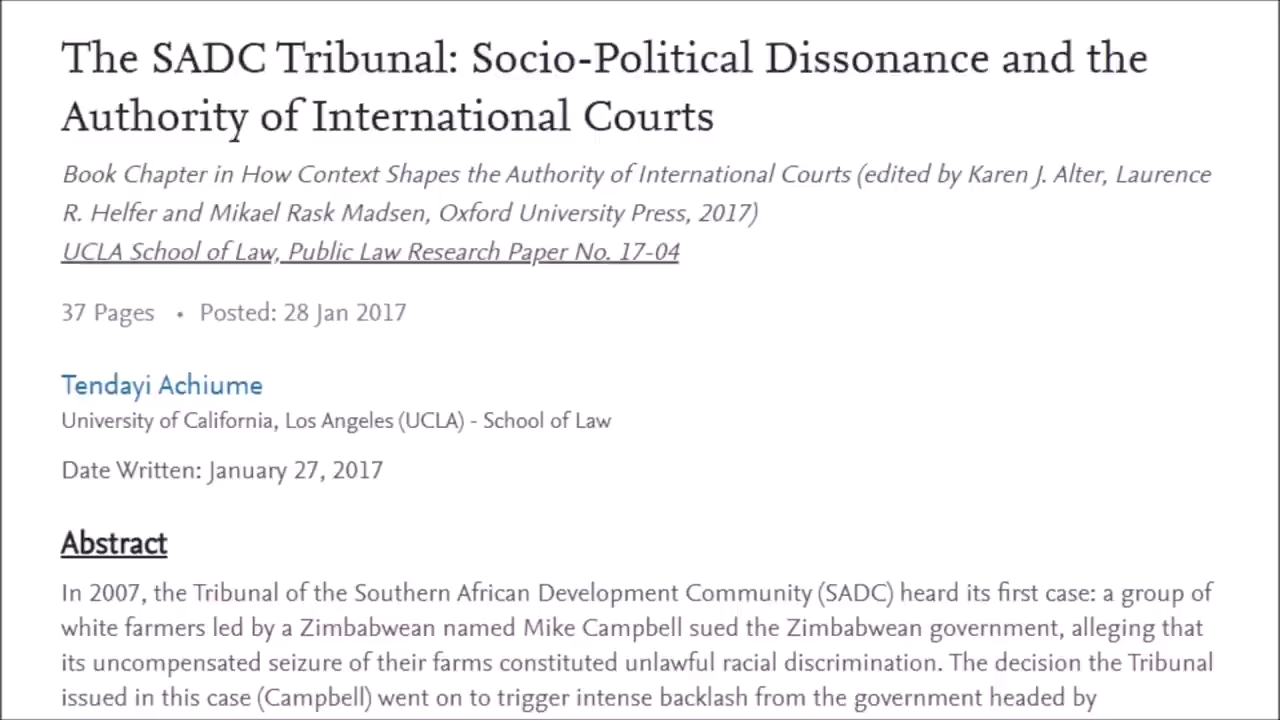 The SADC Tribunal: Socio-Political Dissonance and the
Authority of International Courts
Book Chapter in How Context Shapes the Authority of International Courts (edited by Karen J. Alter, Laurence
R. Helfer and Mikael Rask Madsen, Oxford University Press, 2017)
UCLA School of Law, Public Law Research Paper No. 17-04
37 Pages • Posted: 28 Jan 2017
Tendayi Achiume
University of California, Los Angeles (UCLA) - School of Law
Date Written: January 27, 2017
Abstract
In 2007, the Tribunal of the Southern African Development Community (SADC) heard its first case: a group of
white farmers led by a Zimbabwean named Mike Campbell sued the Zimbabwean government, alleging that
its uncompensated seizure of their farms constituted unlawful racial discrimination. The decision the Tribunal
issued in this case (Campbell) went on to trigger intense backlash from the government headed by